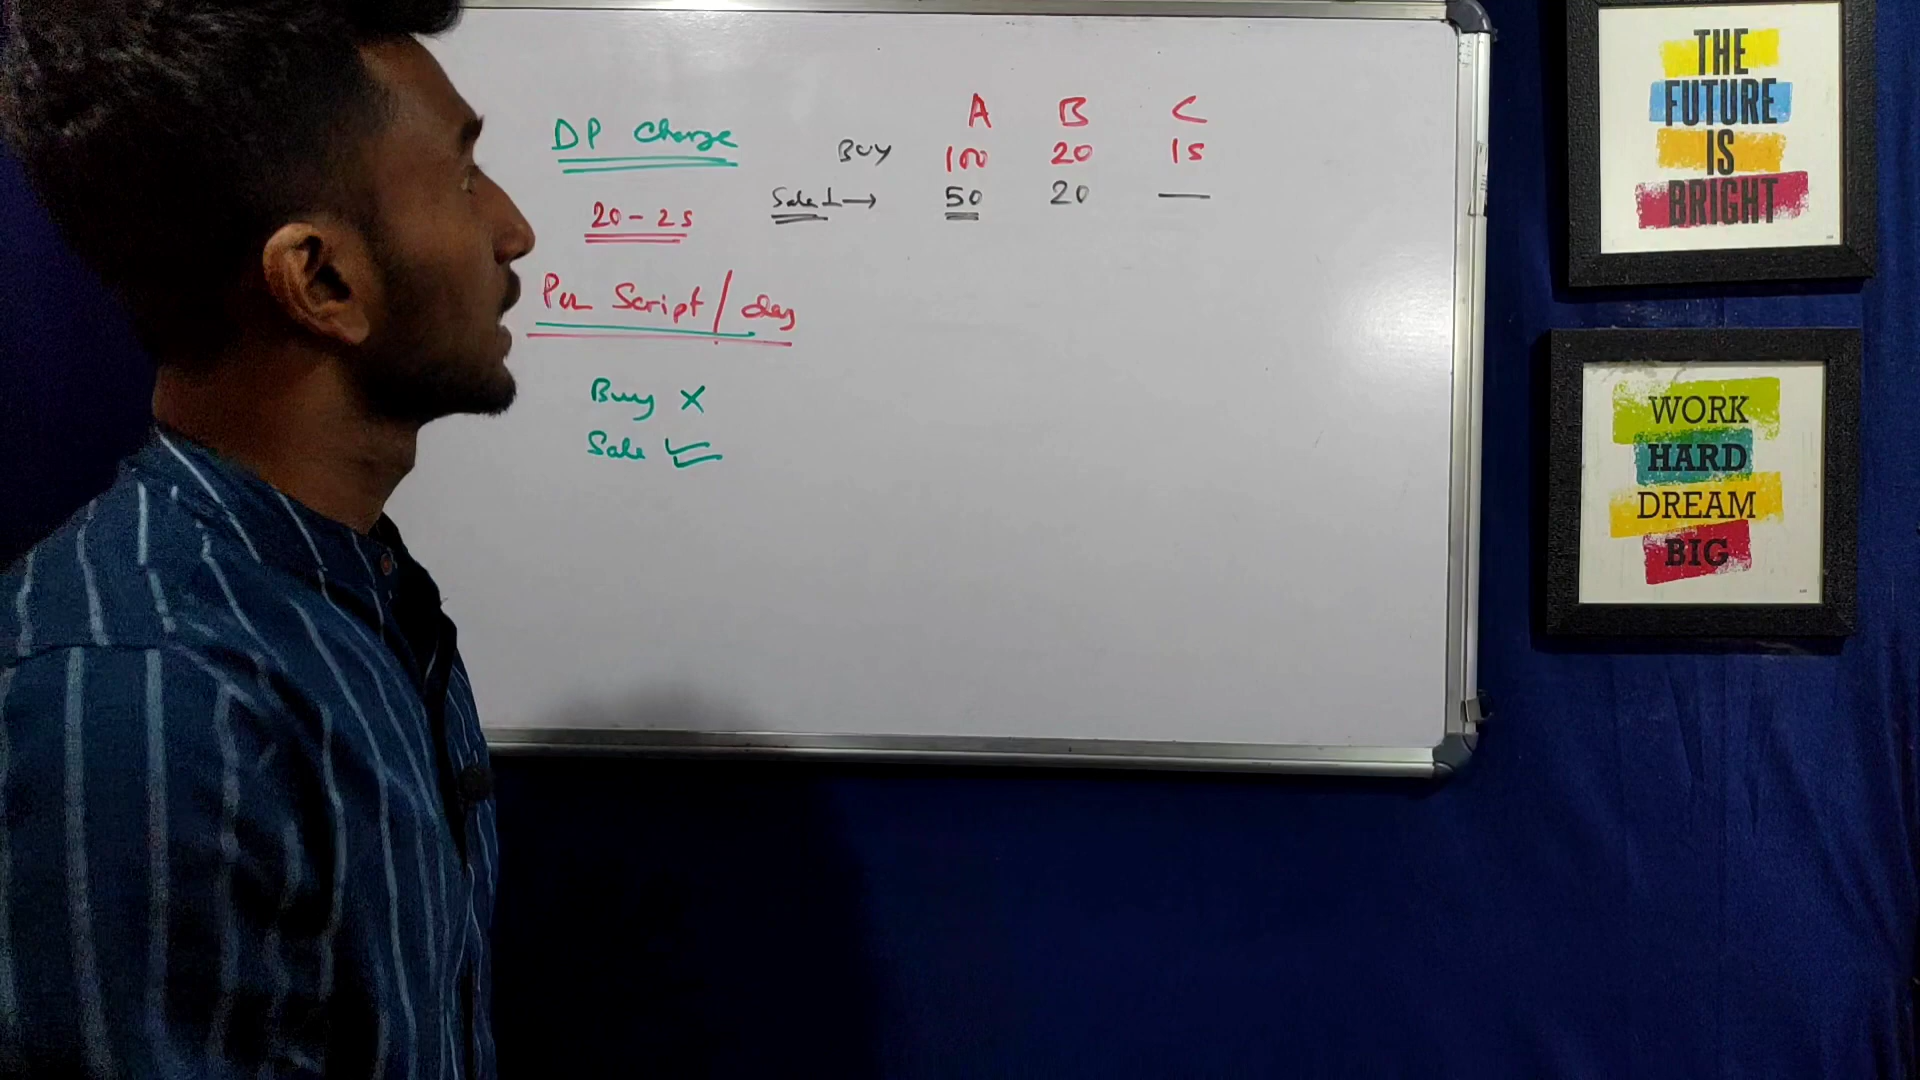 DP Charge
20 - 25
Per Script / day
Buy X
Sale
A B C
BUY 100 20 15
Sale 1 → 50 20 —
THE
FUTURE
IS
BRIGHT
WORK
HARD
DREAM
BIG